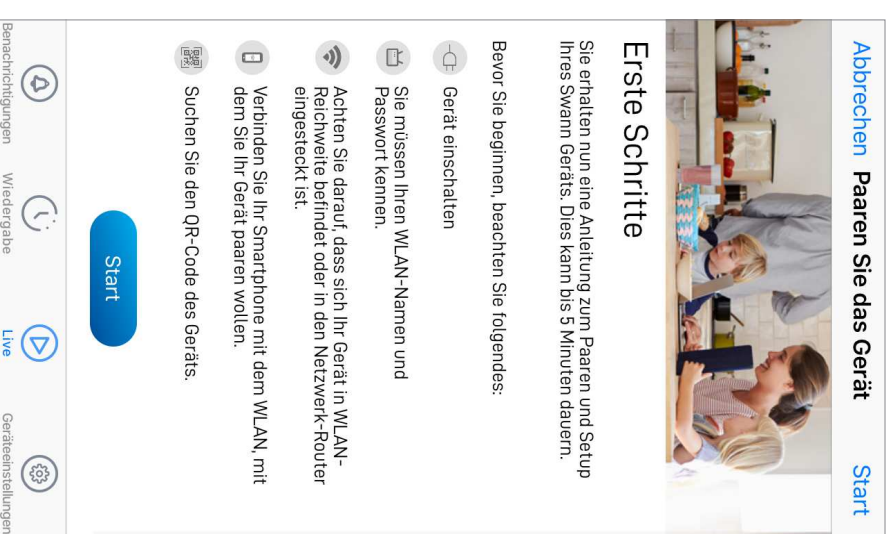 Abbrechen Paaren Sie das Gerät Start
Erste Schritte
Sie erhalten nun eine Anleitung zum Paaren und Setup
Ihres Swann Geräts. Dies kann bis 5 Minuten dauern.
Bevor Sie beginnen, beachten Sie folgendes:
Gerät einschalten
Sie müssen Ihren WLAN-Namen und
Passwort kennen.
Achten Sie darauf, dass sich Ihr Gerät in WLAN-
Reichweite befindet oder in den Netzwerk-Router
eingesteckt ist.
Verbinden Sie Ihr Smartphone mit dem WLAN, mit
dem Sie Ihr Gerät paaren wollen.
Suchen Sie den QR-Code des Geräts.
Start
Benachrichtigungen Wiedergabe Live Geräteeinstellungen